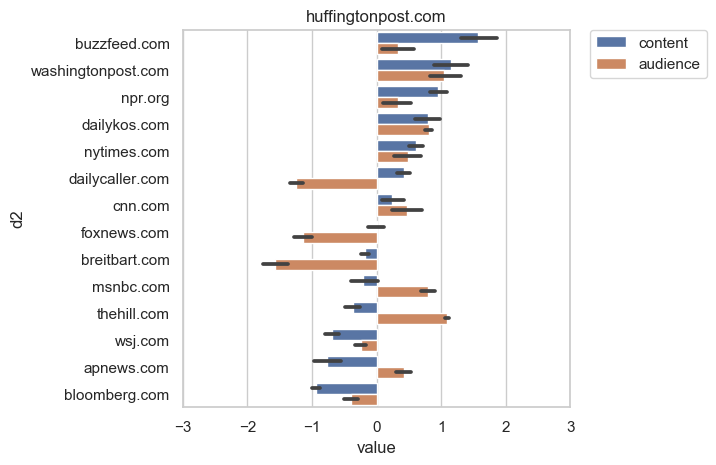 huffingtonpost.com
content
audience
buzzfeed.com
washingtonpost.com
npr.org
dailykos.com
nytimes.com
dailycaller.com
cnn.com
foxnews.com
breitbart.com
msnbc.com
thehill.com
wsj.com
apnews.com
bloomberg.com
d2
−3 −2 −1 0 1 2 3
value